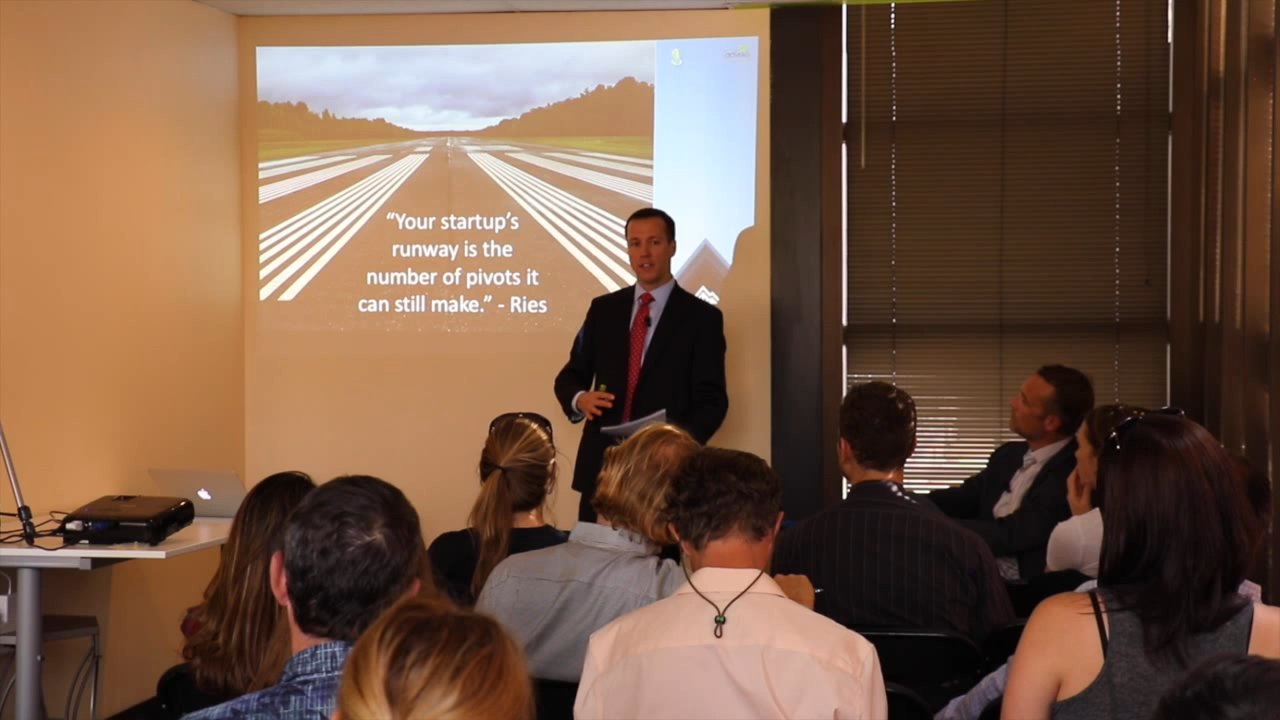 “Your startup’s
runway is the
number of pivots it
can still make.” - Ries